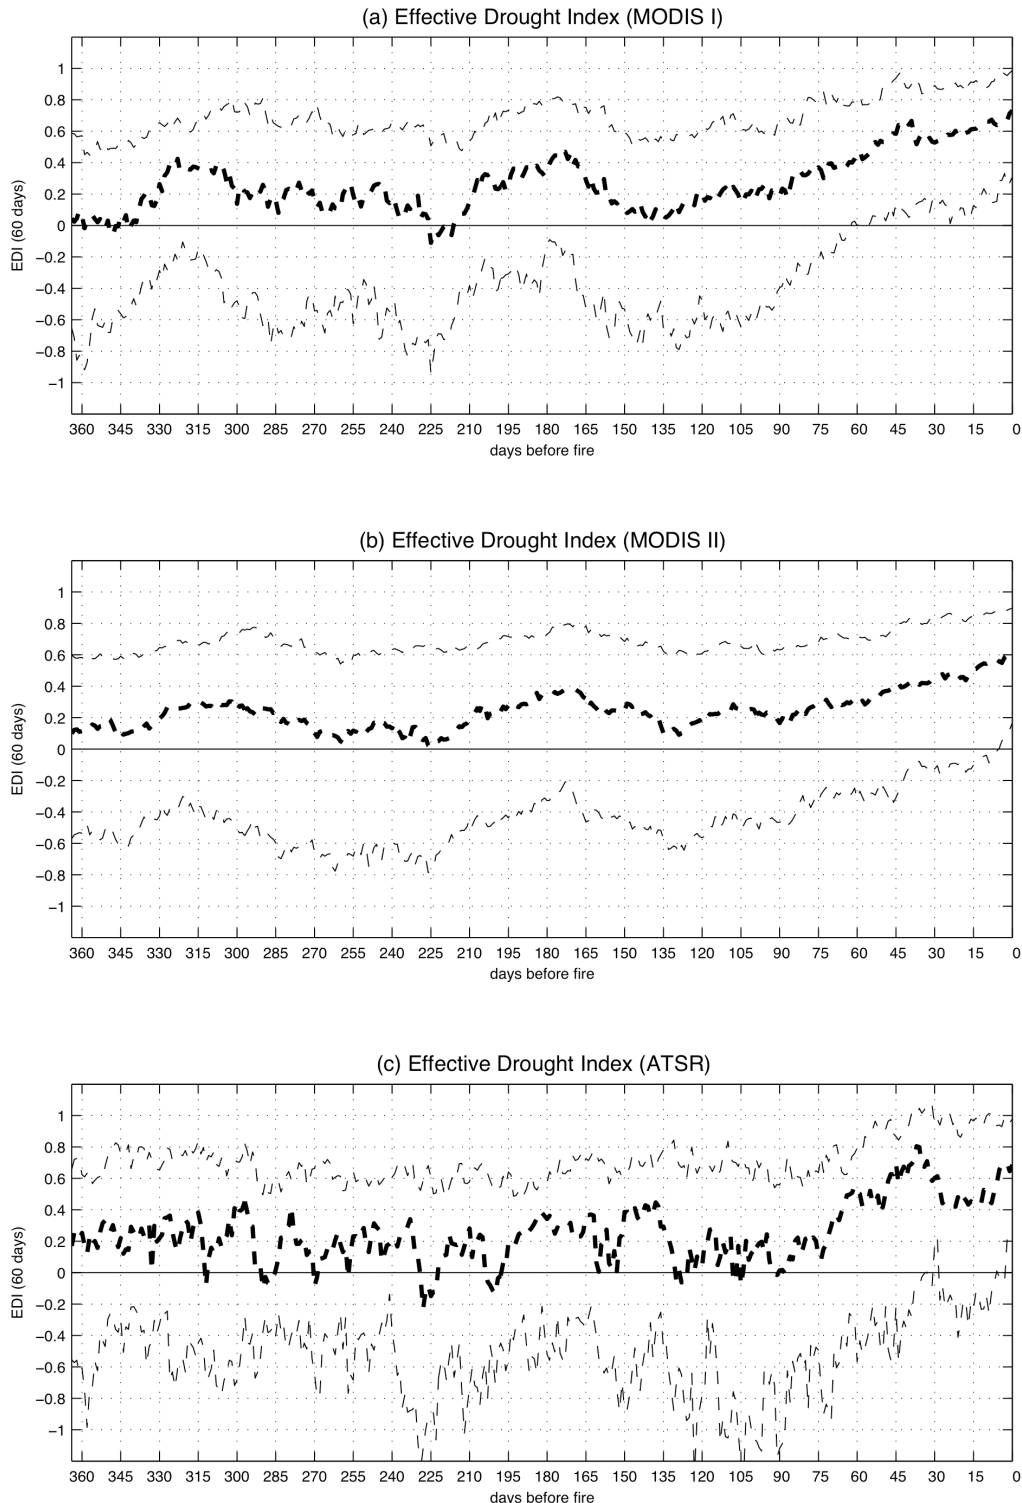 (a) Effective Drought Index (MODIS I)
1
0.8
0.6
0.4
0.2
0
−0.2
−0.4
−0.6
−0.8
−1
EDI (60 days)
360 345 330 315 300 285 270 255 240 225 210 195 180 165 150 135 120 105 90 75 60 45 30 15 0
days before fire
(b) Effective Drought Index (MODIS II)
1
0.8
0.6
0.4
0.2
0
−0.2
−0.4
−0.6
−0.8
−1
EDI (60 days)
360 345 330 315 300 285 270 255 240 225 210 195 180 165 150 135 120 105 90 75 60 45 30 15 0
days before fire
(c) Effective Drought Index (ATSR)
1
0.8
0.6
0.4
0.2
0
−0.2
−0.4
−0.6
−0.8
−1
EDI (60 days)
360 345 330 315 300 285 270 255 240 225 210 195 180 165 150 135 120 105 90 75 60 45 30 15 0
days before fire